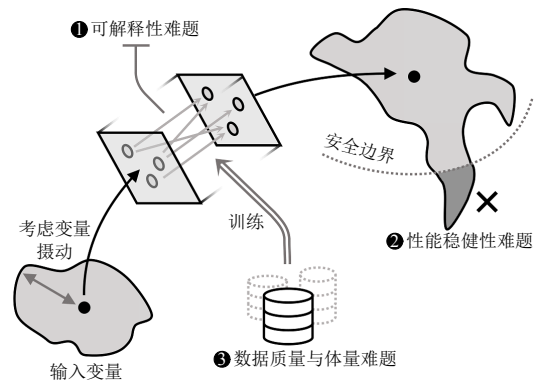 ❶可解释性难题
安全边界
考虑变量
摄动
训练
❷性能稳健性难题
❸数据质量与体量难题
输入变量